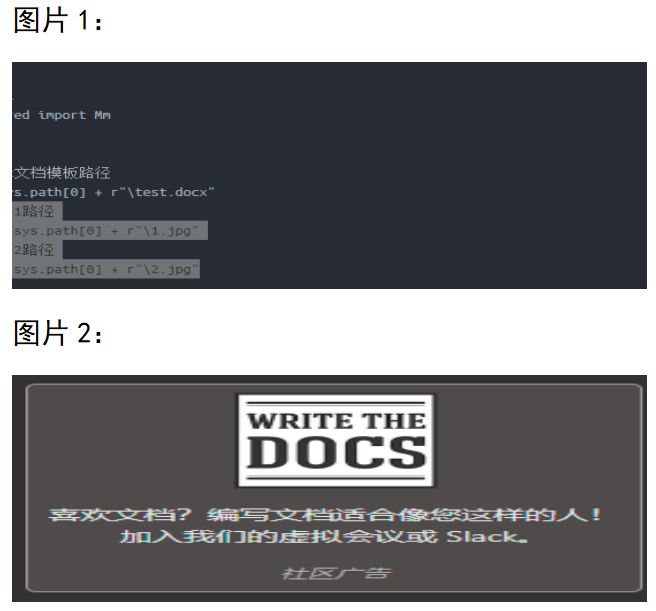 图片 1：
ed import Mm
文档模板路径
s.path[0] + r"\test.docx"
1路径
sys.path[0] + r"\1.jpg"
2路径
sys.path[0] + r"\2.jpg"
图片 2：
WRITE THE
DOCS
喜欢文档？编写文档适合像您这样的人！
加入我们的虚拟会议或 Slack。
社区广告